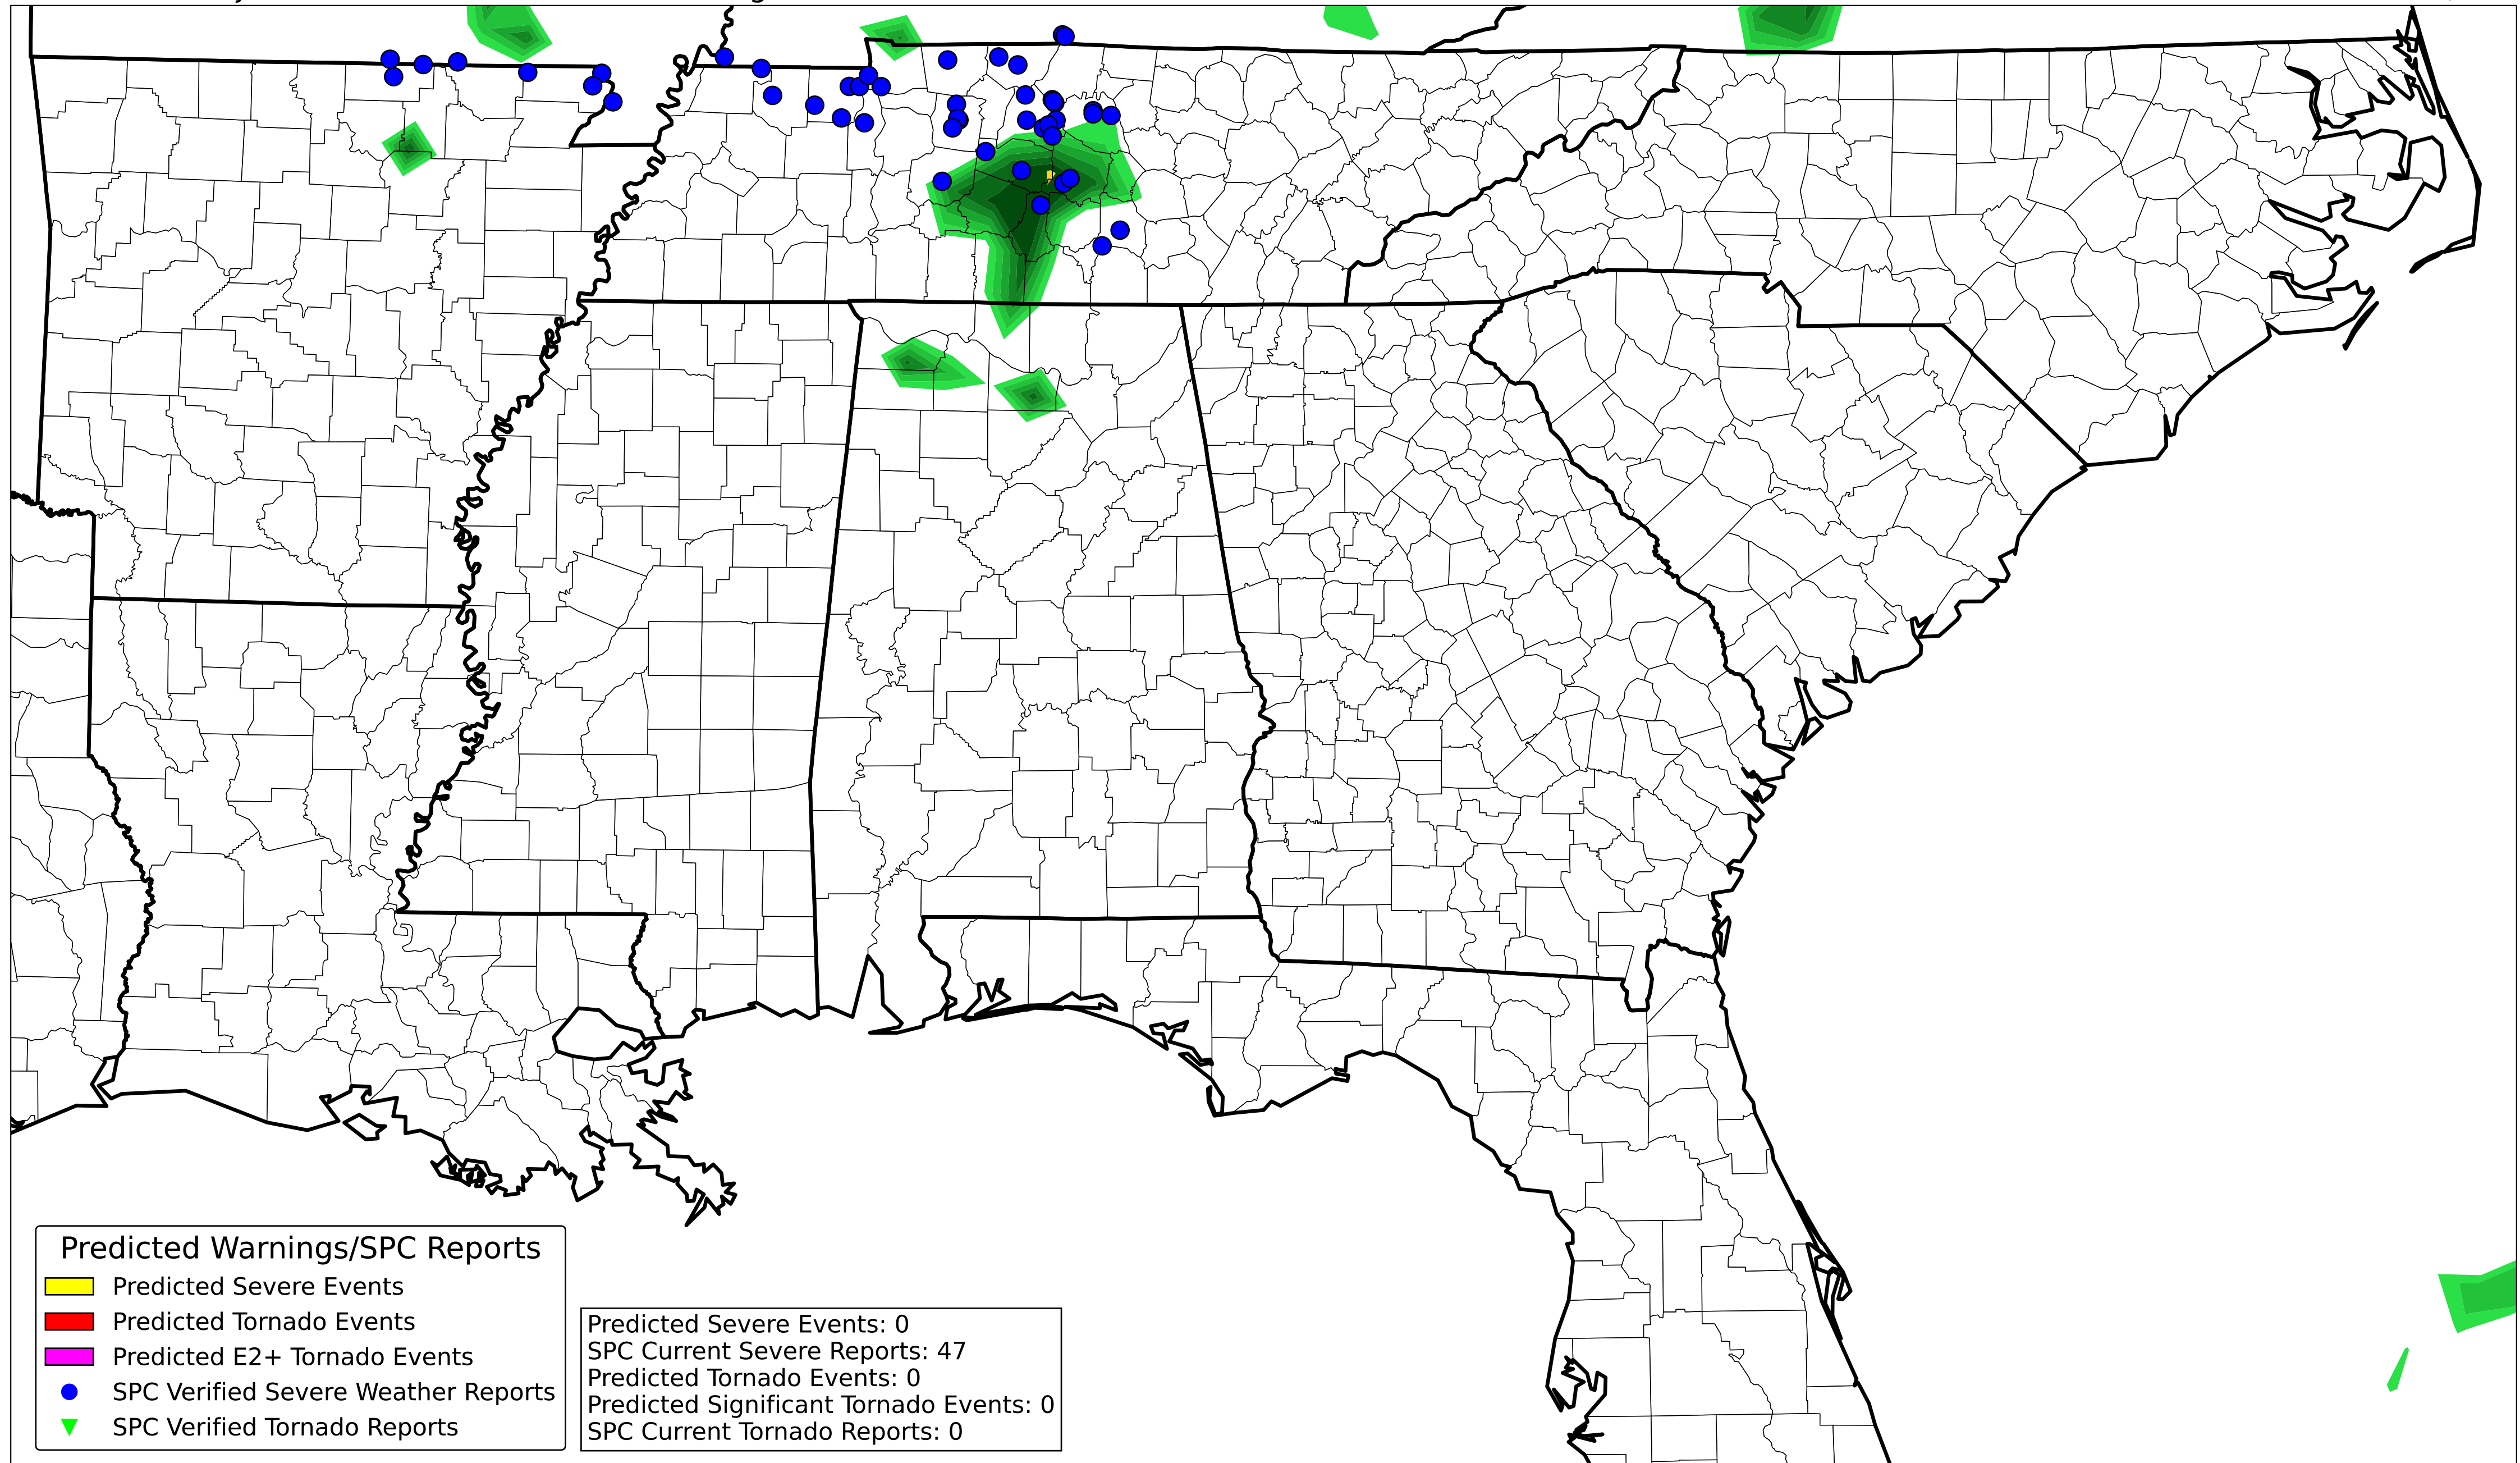 Predicted Warnings/SPC Reports
Predicted Severe Events
Predicted Tornado Events
Predicted E2+ Tornado Events
SPC Verified Severe Weather Reports
SPC Verified Tornado Reports
Predicted Severe Events: 0
SPC Current Severe Reports: 47
Predicted Tornado Events: 0
Predicted Significant Tornado Events: 0
SPC Current Tornado Reports: 0